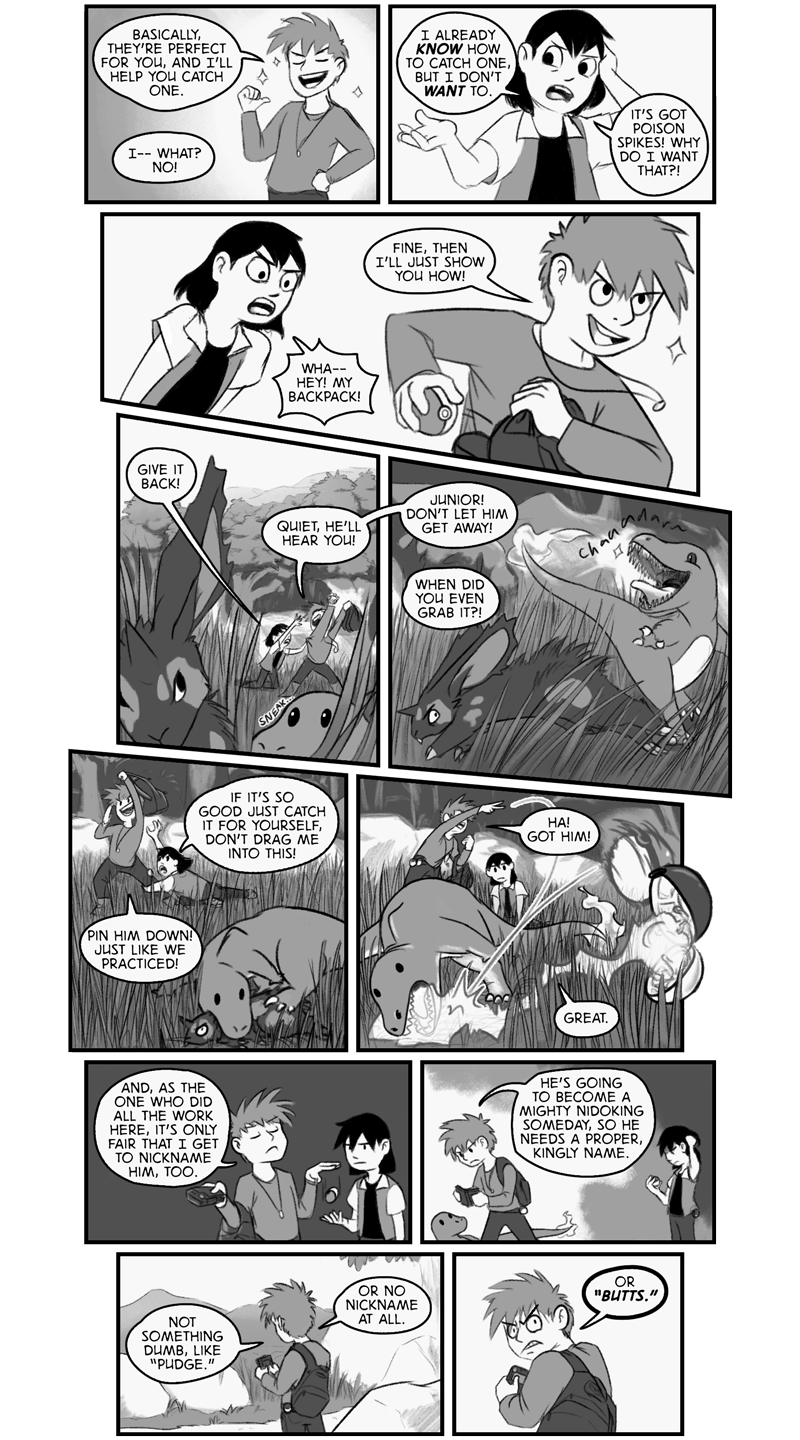 BASICALLY,
THEY'RE PERFECT
FOR YOU, AND I'LL
HELP YOU CATCH
ONE.
I-- WHAT?
NO!
I ALREADY
KNOW HOW
TO CATCH ONE,
BUT I DON'T
WANT TO.
IT'S GOT
POISON
SPIKES! WHY
DO I WANT
THAT?!
FINE, THEN
I'LL JUST SHOW
YOU HOW!
WHA--
HEY! MY
BACKPACK!
GIVE IT
BACK!
QUIET, HE'LL
HEAR YOU!
SNEAK...
JUNIOR!
DON'T LET HIM
GET AWAY!
WHEN DID
YOU EVEN
GRAB IT?!
chaaadaaa
IF IT'S SO
GOOD JUST CATCH
IT FOR YOURSELF,
DON'T DRAG ME
INTO THIS!
PIN HIM DOWN!
JUST LIKE WE
PRACTICED!
HA!
GOT HIM!
GREAT.
AND, AS THE
ONE WHO DID
ALL THE WORK
HERE, IT'S ONLY
FAIR THAT I GET
TO NICKNAME
HIM, TOO.
HE'S GOING
TO BECOME A
MIGHTY NIDOKING
SOMEDAY, SO HE
NEEDS A PROPER,
KINGLY NAME.
NOT
SOMETHING
DUMB, LIKE
"PUDGE."
OR NO
NICKNAME
AT ALL.
OR
"BUTTS."